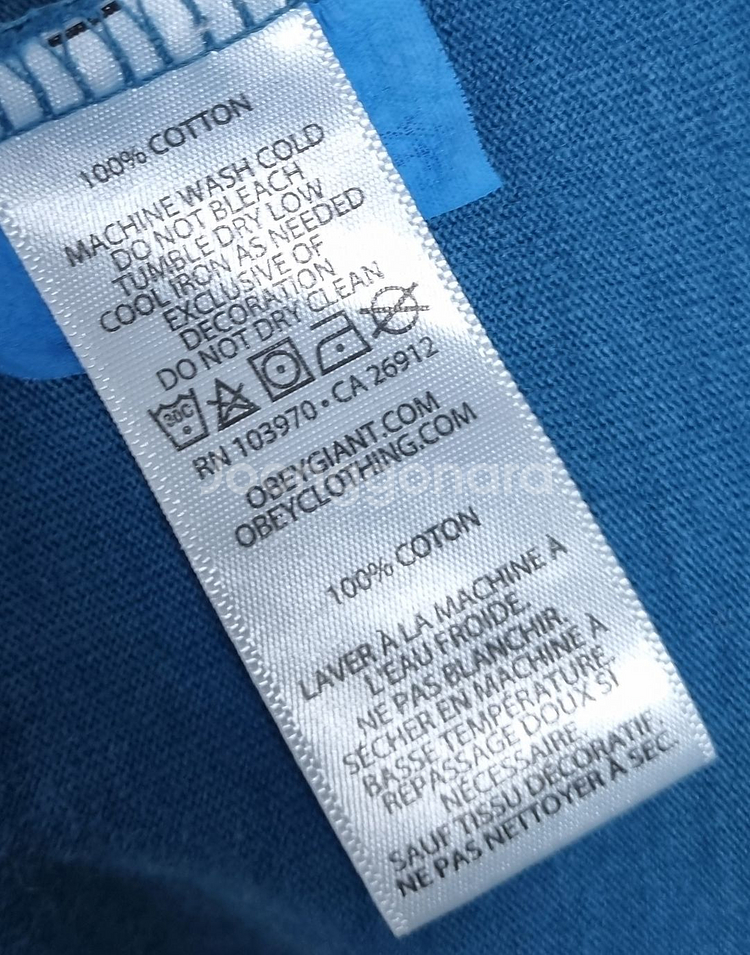 100% COTTON
MACHINE WASH COLD
DO NOT BLEACH
TUMBLE DRY LOW
COOL IRON AS NEEDED
EXCLUSIVE OF
DECORATION
DO NOT DRY CLEAN
30C
RN 103970 • CA 26912
OBEYGIANT.COM
OBEYCLOTHING.COM
100% COTON
LAVER À LA MACHINE À
L'EAU FROIDE.
NE PAS BLANCHIR.
SÉCHER EN MACHINE À
BASSE TEMPÉRATURE.
REPASSAGE DOUX SI
NÉCESSAIRE
SAUF TISSU DÉCORATIF.
NE PAS NETTOYER À SEC.